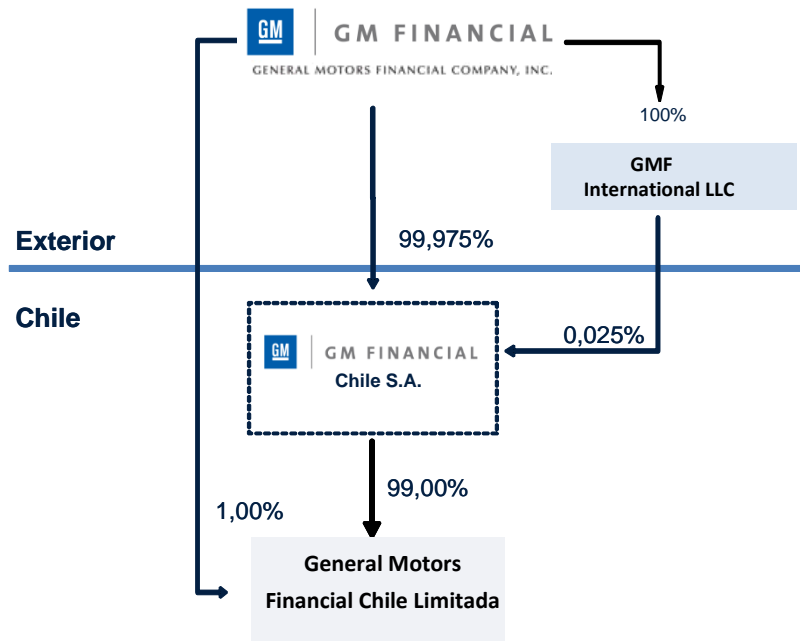 GM GM FINANCIAL
GENERAL MOTORS FINANCIAL COMPANY, INC.
100%
GMF
International LLC
Exterior
99,975%
Chile
0,025%
GM GM FINANCIAL
Chile S.A.
99,00%
1,00%
General Motors
Financial Chile Limitada